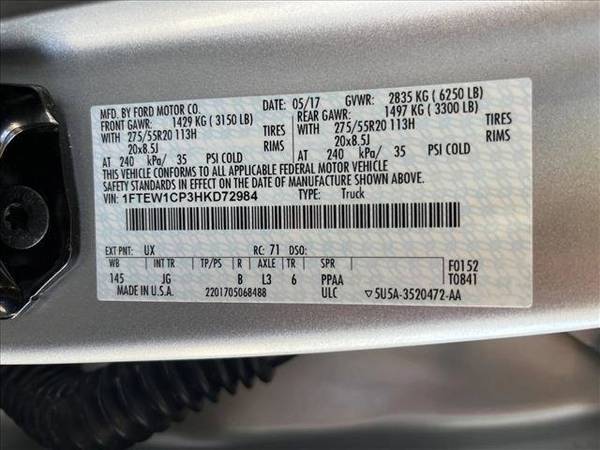 MFD. BY FORD MOTOR CO. DATE: 05/17 GVWR: 2835 KG ( 6250 LB)
FRONT GAWR: 1429 KG ( 3150 LB) REAR GAWR: 1497 KG ( 3300 LB)
WITH 275/55R20 113H TIRES WITH 275/55R20 113H TIRES
20x8.5J RIMS 20x8.5J RIMS
AT 240 kPa/ 35 PSI COLD AT 240 kPa/ 35 PSI COLD
THIS VEHICLE CONFORMS TO ALL APPLICABLE FEDERAL MOTOR VEHICLE
SAFETY STANDARDS IN EFFECT ON THE DATE OF MANUFACTURE SHOWN ABOVE.
VIN: 1FTEW1CP3HKD72984 TYPE: Truck
EXT PNT: UX RC: 71 DSO:
WB INT TR TP/PS R AXLE TR SPR F0152
145 JG B L3 6 PPAA T0841
MADE IN U.S.A. 2201705068488 ULC ▽5U5A-3520472-AA